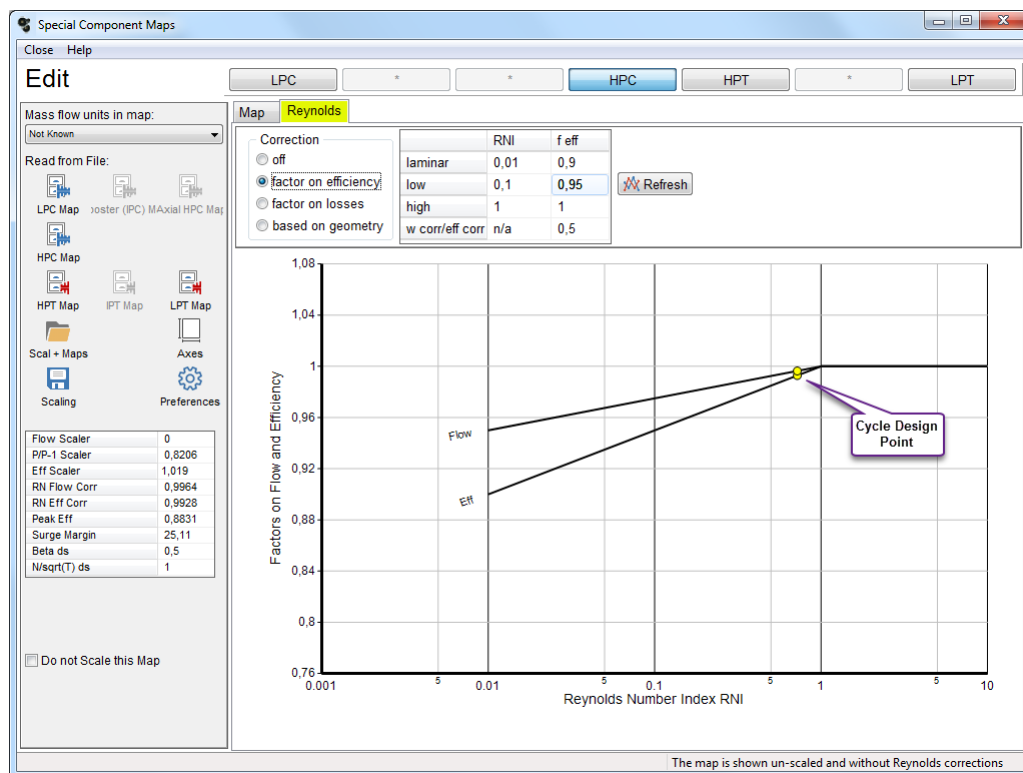 Special Component Maps
Close Help
Edit
LPC * * HPC HPT * LPT
Mass flow units in map:
Not Known
Read from File:
LPC Map ooster (IPC) M Axial HPC Map
HPC Map
HPT Map IPT Map LPT Map
Scal + Maps Axes
Scaling Preferences
Flow Scaler 0
P/P-1 Scaler 0,8206
Eff Scaler 1,019
RN Flow Corr 0,9964
RN Eff Corr 0,9928
Peak Eff 0,8831
Surge Margin 25,11
Beta ds 0,5
N/sqrt(T) ds 1
Do not Scale this Map
Map Reynolds
Correction
off
factor on efficiency
factor on losses
based on geometry
RNI f eff
laminar 0,01 0,9
low 0,1 0,95
high 1 1
w corr/eff corr n/a 0,5
Refresh
1,08
1,04
1
0,96
0,92
0,88
0,84
0,8
0,76
Factors on Flow and Efficiency
Flow
Eff
Cycle Design
Point
0.001 5 0.01 5 0.1 5 1 5 10
Reynolds Number Index RNI
The map is shown un-scaled and without Reynolds corrections